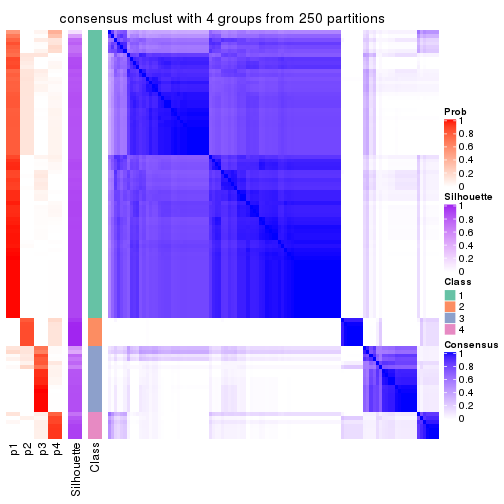 consensus mclust with 4 groups from 250 partitions
Prob
1
0.8
0.6
0.4
0.2
0
Silhouette
1
0.8
0.6
0.4
0.2
0
Class
1
2
3
4
Consensus
1
0.8
0.6
0.4
0.2
0
p1
p2
p3
p4
Silhouette
Class